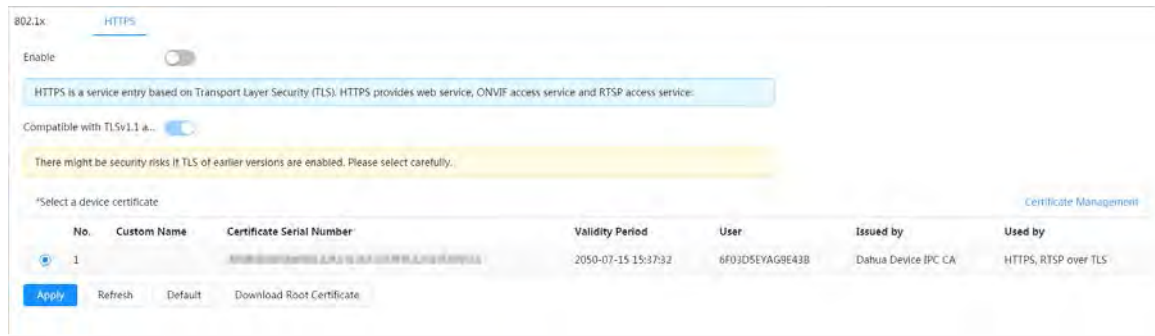 802.1x HTTPS
Enable
HTTPS is a service entry based on Transport Layer Security (TLS). HTTPS provides web service, ONVIF access service and RTSP access service.
Compatible with TLSv1.1 a...
There might be security risks if TLS of earlier versions are enabled. Please select carefully.
*Select a device certificate Certificate Management
No. Custom Name Certificate Serial Number Validity Period User Issued by Used by
1 2050-07-15 15:37:32 6F03D5EYAG9E43B Dahua Device IPC CA HTTPS, RTSP over TLS
Apply Refresh Default Download Root Certificate